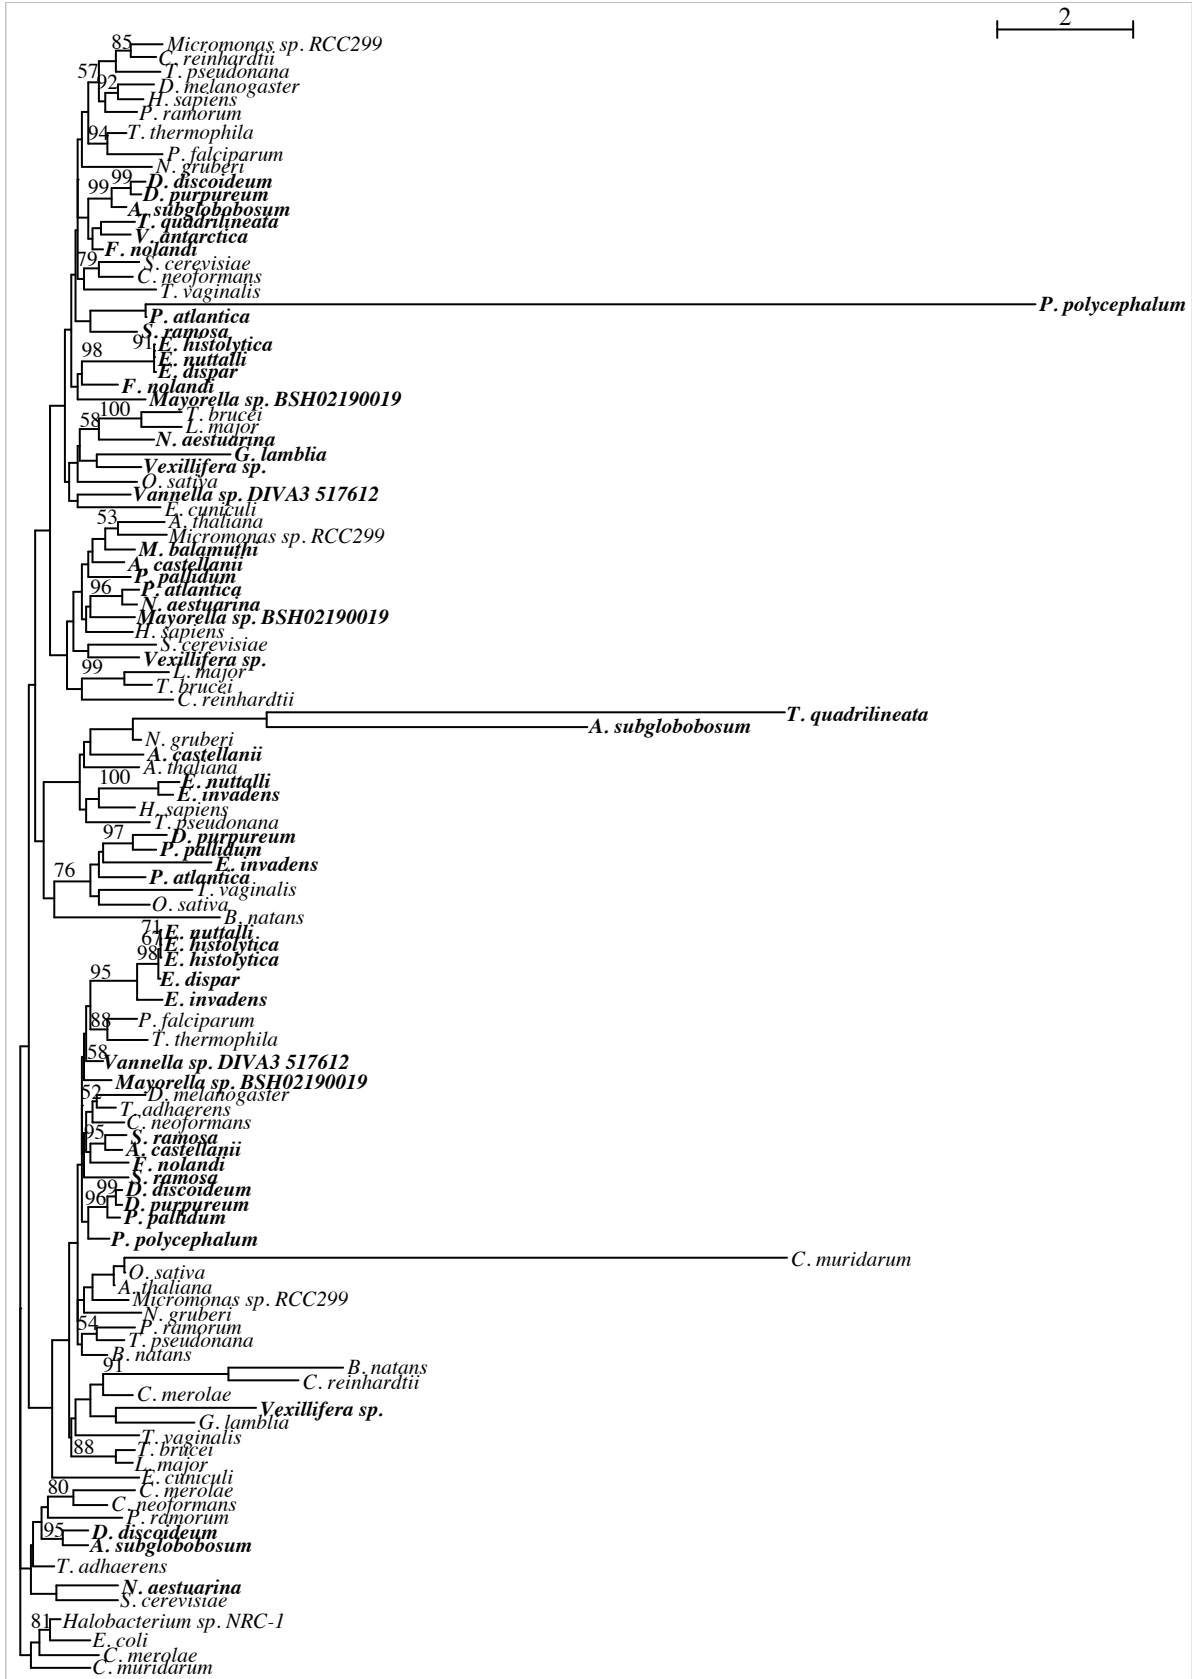 2
85
Micromonas sp. RCC299
C. reinhardtii
57
T. pseudonana
92
D. melanogaster
H. sapiens
P. ramorum
94
T. thermophila
P. falciparum
N. gruberi
99
99
D. discoideum
D. purpureum
A. subglobobosum
T. quadrilineata
V. antarctica
F. nolandi
79
S. cerevisiae
C. neoformans
T. vaginalis
P. polycephalum
P. atlantica
S. ramosa
98
91
E. histolytica
E. nuttalli
E. dispar
F. nolandi
Mayorella sp. BSH02190019
58
100
T. brucei
L. major
N. aestuarina
G. lamblia
Vexillifera sp.
O. sativa
Vannella sp. DIVA3 517612
E. cuniculi
53
A. thaliana
Micromonas sp. RCC299
M. balamuthi
A. castellanii
P. pallidum
96
P. atlantica
N. aestuarina
Mayorella sp. BSH02190019
H. sapiens
S. cerevisiae
Vexillifera sp.
99
L. major
T. brucei
C. reinhardtii
T. quadrilineata
A. subglobobosum
N. gruberi
A. castellanii
A. thaliana
100
E. nuttalli
E. invadens
H. sapiens
T. pseudonana
97
D. purpureum
P. pallidum
E. invadens
76
P. atlantica
T. vaginalis
O. sativa
B. natans
71
E. nuttalli
67
E. histolytica
98
E. histolytica
95
E. dispar
E. invadens
88
P. falciparum
T. thermophila
58
Vannella sp. DIVA3 517612
Mayorella sp. BSH02190019
52
D. melanogaster
T. adhaerens
C. neoformans
95
S. ramosa
A. castellanii
F. nolandi
S. ramosa
99
D. discoideum
96
D. purpureum
P. pallidum
P. polycephalum
C. muridarum
O. sativa
A. thaliana
Micromonas sp. RCC299
N. gruberi
54
P. ramorum
T. pseudonana
B. natans
91
B. natans
C. reinhardtii
C. merolae
Vexillifera sp.
G. lamblia
T. vaginalis
88
T. brucei
L. major
E. cuniculi
80
C. merolae
C. neoformans
P. ramorum
95
D. discoideum
A. subglobobosum
T. adhaerens
N. aestuarina
S. cerevisiae
81
Halobacterium sp. NRC-1
E. coli
C. merolae
C. muridarum